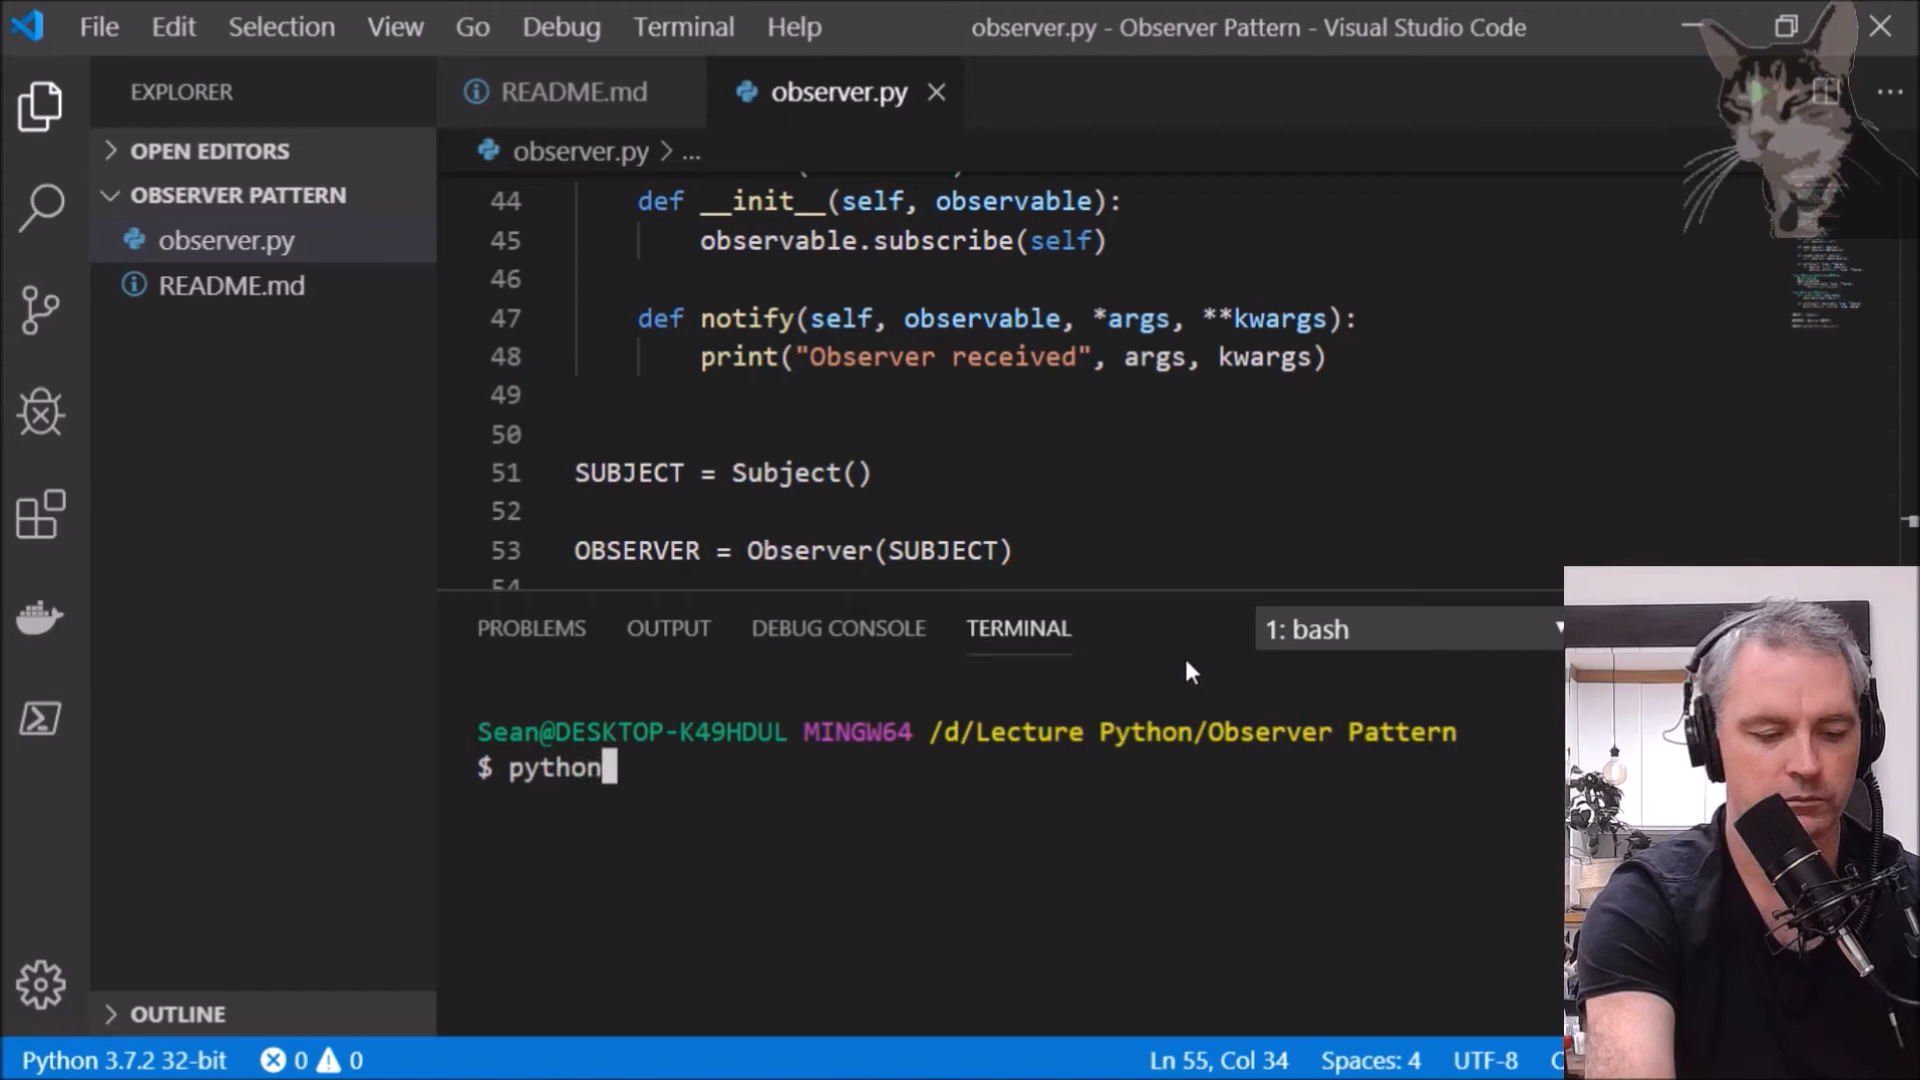 File Edit Selection View Go Debug Terminal Help observer.py - Observer Pattern - Visual Studio Code
EXPLORER
OPEN EDITORS
OBSERVER PATTERN
observer.py
README.md
OUTLINE
README.md observer.py
observer.py > ...
44 def __init__(self, observable):
45 observable.subscribe(self)
46
47 def notify(self, observable, *args, **kwargs):
48 print("Observer received", args, kwargs)
49
50
51 SUBJECT = Subject()
52
53 OBSERVER = Observer(SUBJECT)
54
PROBLEMS OUTPUT DEBUG CONSOLE TERMINAL 1: bash
Sean@DESKTOP-K49HDUL MINGW64 /d/Lecture Python/Observer Pattern
$ python
Python 3.7.2 32-bit 0 0 Ln 55, Col 34 Spaces: 4 UTF-8